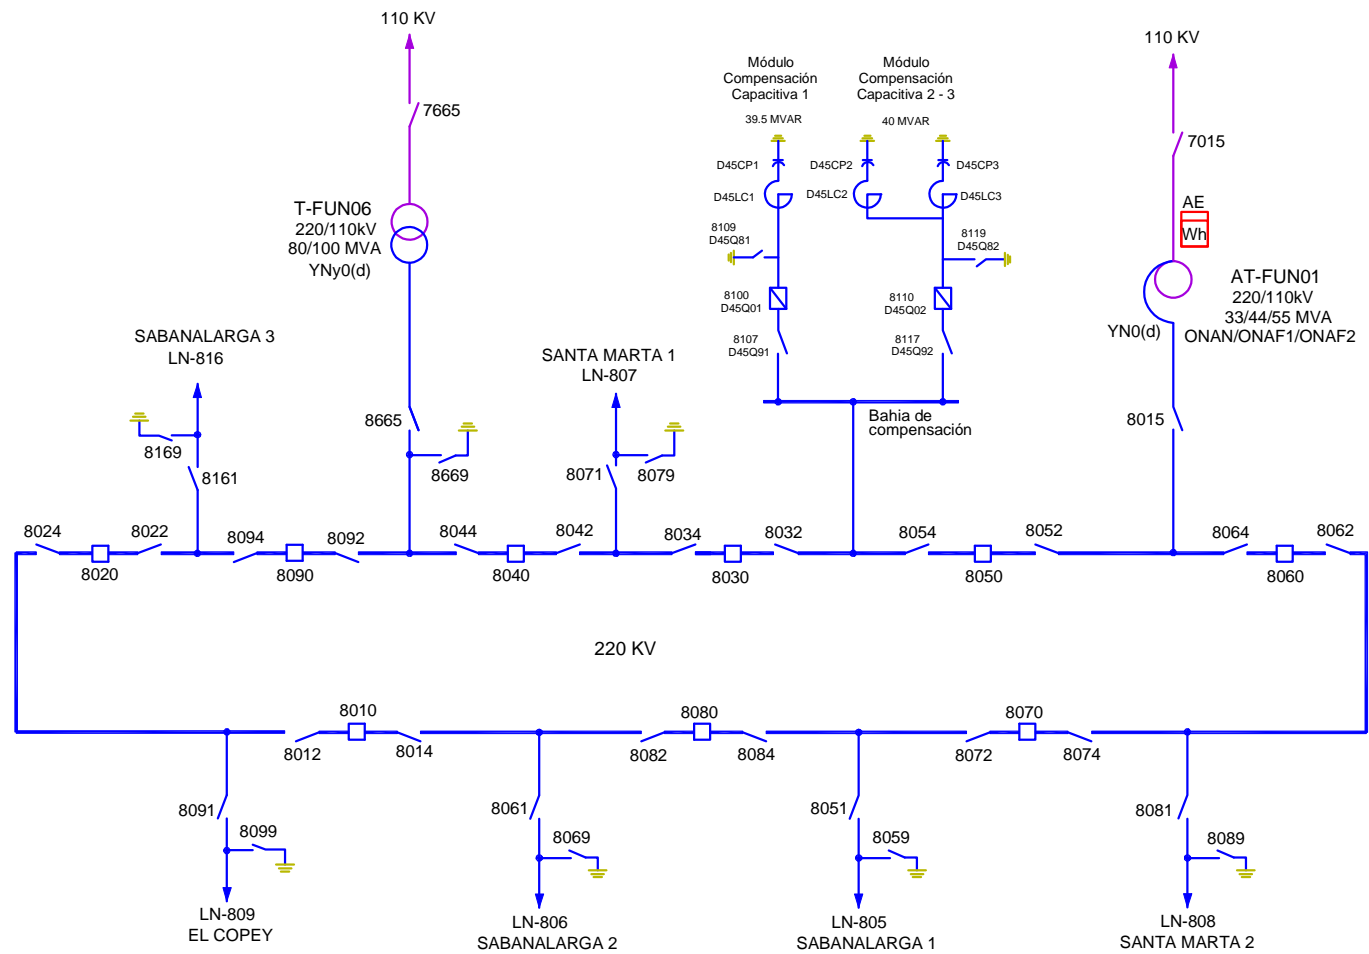 110 KV
7665
T-FUN06
220/110kV
80/100 MVA
YNy0(d)
SABANALARGA 3
LN-816
8169
8161
8665
8669
SANTA MARTA 1
LN-807
8071
8079
Módulo
Compensación
Capacitiva 1
39.5 MVAR
Módulo
Compensación
Capacitiva 2 - 3
40 MVAR
D45CP1
D45LC1
D45CP2
D45LC2
D45CP3
D45LC3
8109
D45Q81
8119
D45Q82
8100
D45Q01
8110
D45Q02
8107
D45Q91
8117
D45Q92
Bahia de
compensación
110 KV
7015
AE
Wh
AT-FUN01
220/110kV
33/44/55 MVA
ONAN/ONAF1/ONAF2
YN0(d)
8015
8024
8020
8022
8094
8090
8092
8044
8040
8042
8034
8030
8032
8054
8050
8052
8064
8060
8062
220 KV
8012
8010
8014
8082
8080
8084
8072
8070
8074
8091
8099
LN-809
EL COPEY
8061
8069
LN-806
SABANALARGA 2
8051
8059
LN-805
SABANALARGA 1
8081
8089
LN-808
SANTA MARTA 2